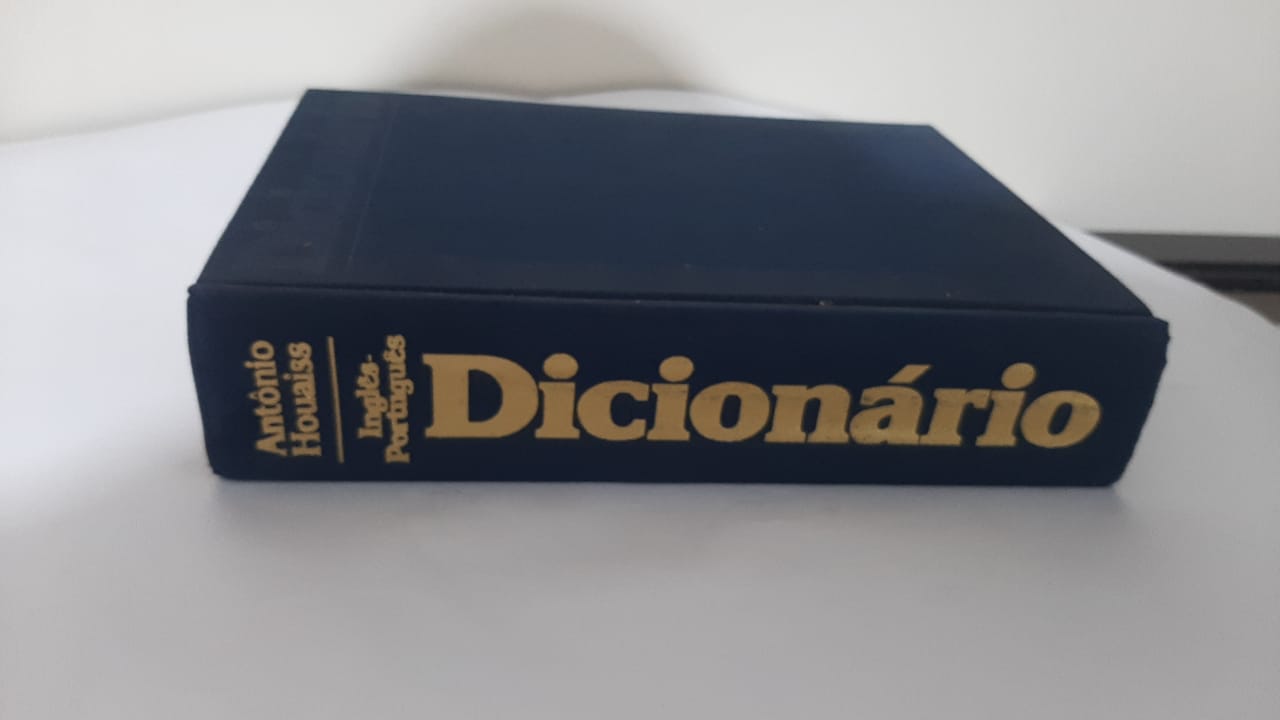 Antônio
Houaiss
Inglês-
Português
Dicionário